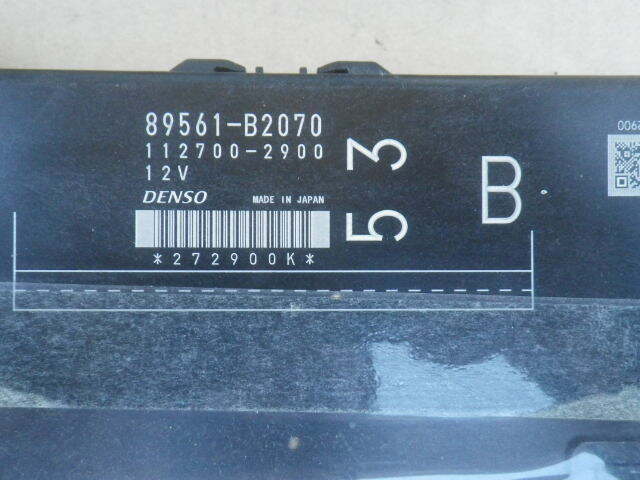 89561-B2070
112700-2900
12V
DENSO MADE IN JAPAN
*272900K*
53
B